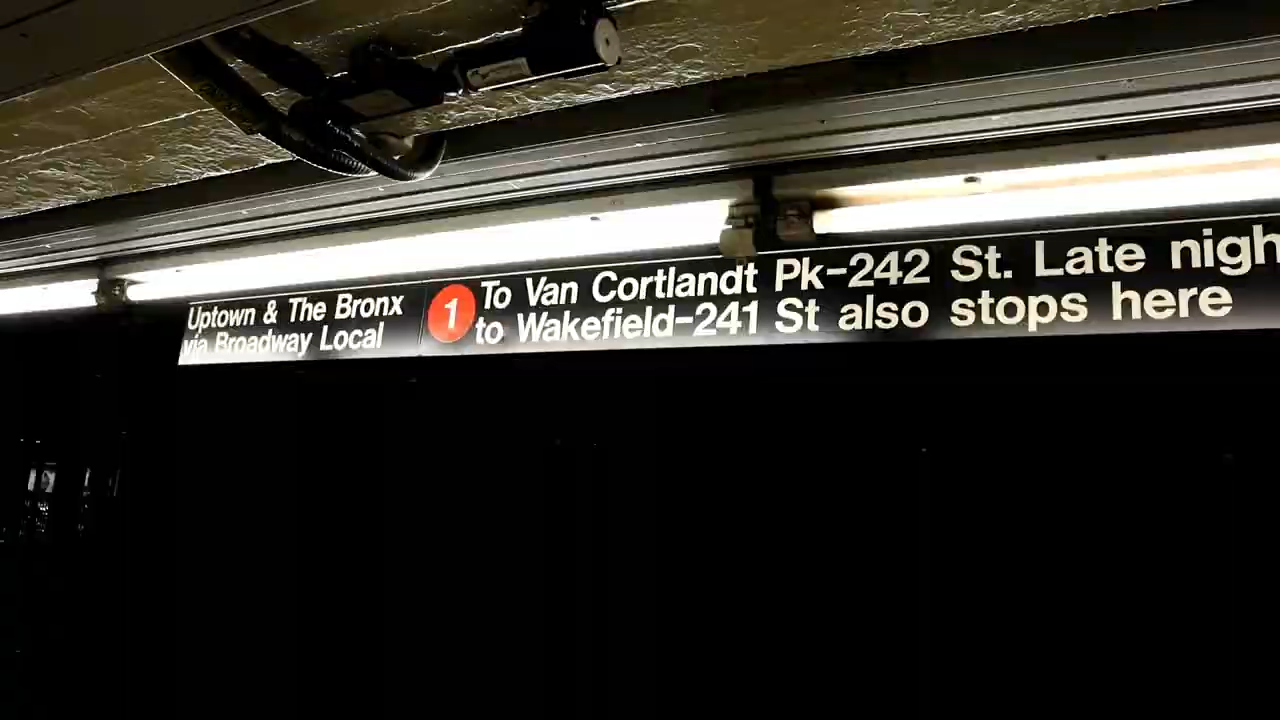 Uptown & The Bronx
via Broadway Local
1
To Van Cortlandt Pk-242 St. Late nigh
to Wakefield-241 St also stops here